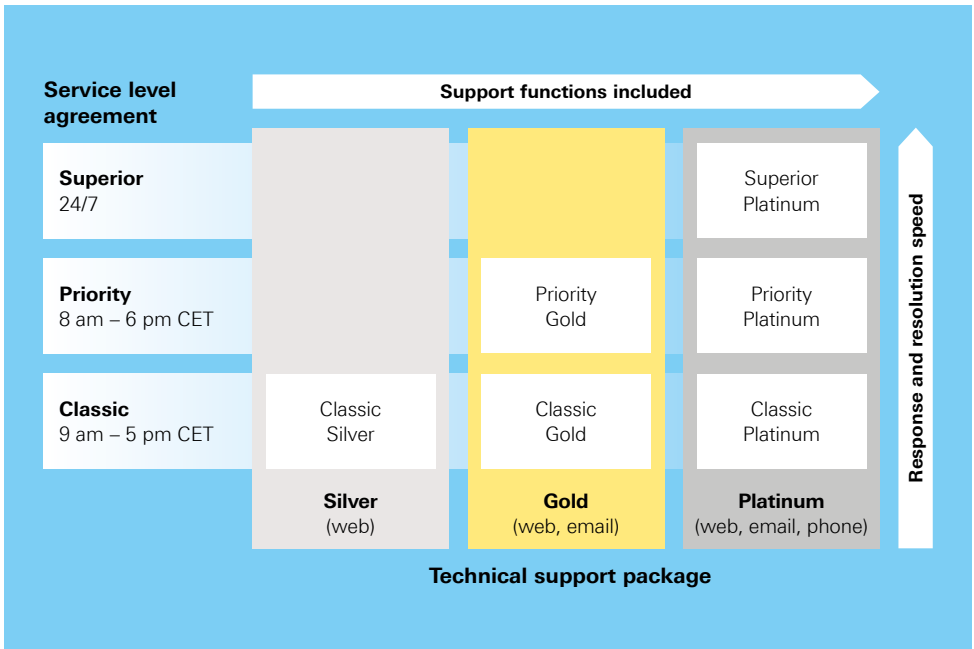 Service level
agreement
Support functions included
Superior
24/7
Superior
Platinum
Priority
8 am – 6 pm CET
Priority
Gold
Priority
Platinum
Classic
9 am – 5 pm CET
Classic
Silver
Classic
Gold
Classic
Platinum
Silver
(web)
Gold
(web, email)
Platinum
(web, email, phone)
Response and resolution speed
Technical support package